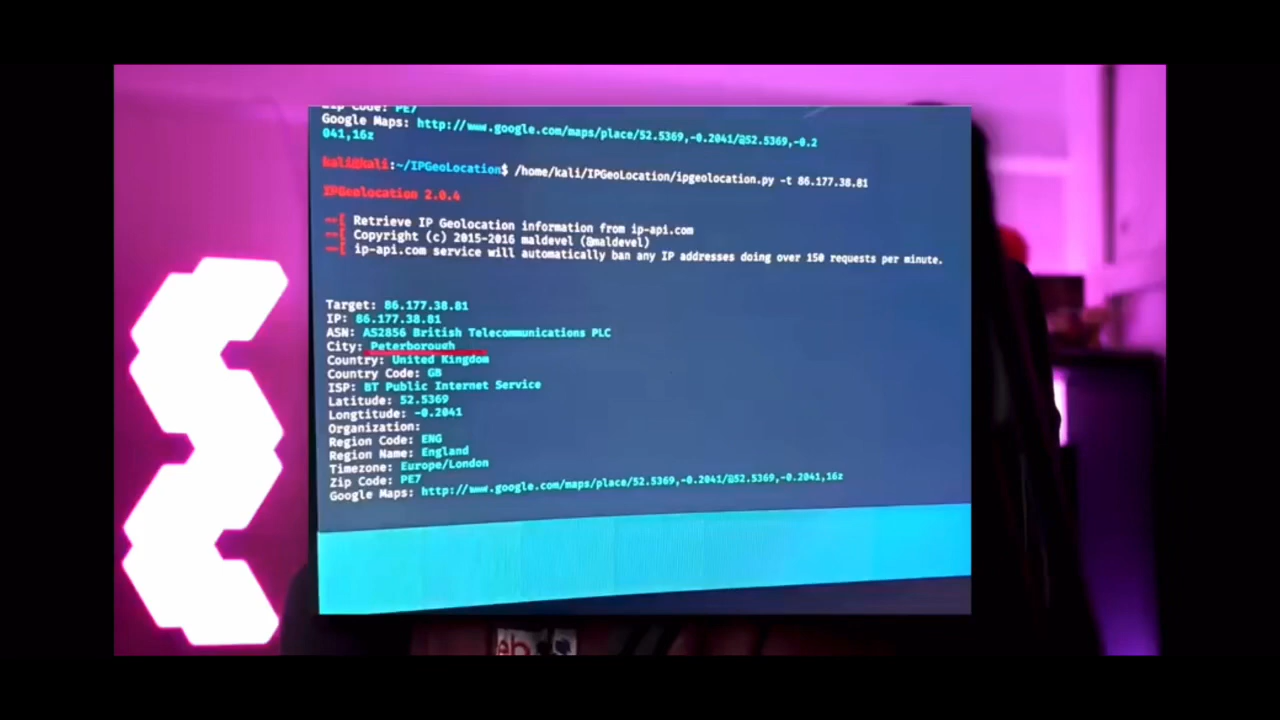 Zip Code: PE7
Google Maps: http://www.google.com/maps/place/52.5369,-0.2041/@52.5369,-0.2
041,16z
kali@kali:~/IPGeoLocation$ /home/kali/IPGeoLocation/ipgeolocation.py -t 86.177.38.81
IPGeolocation 2.0.4
--[ Retrieve IP Geolocation information from ip-api.com
--[ Copyright (c) 2015-2016 maldevel (@maldevel)
--[ ip-api.com service will automatically ban any IP addresses doing over 150 requests per minute.
Target: 86.177.38.81
IP: 86.177.38.81
ASN: AS2856 British Telecommunications PLC
City: Peterborough
Country: United Kingdom
Country Code: GB
ISP: BT Public Internet Service
Latitude: 52.5369
Longtitude: -0.2041
Organization:
Region Code: ENG
Region Name: England
Timezone: Europe/London
Zip Code: PE7
Google Maps: http://www.google.com/maps/place/52.5369,-0.2041/@52.5369,-0.2041,16z